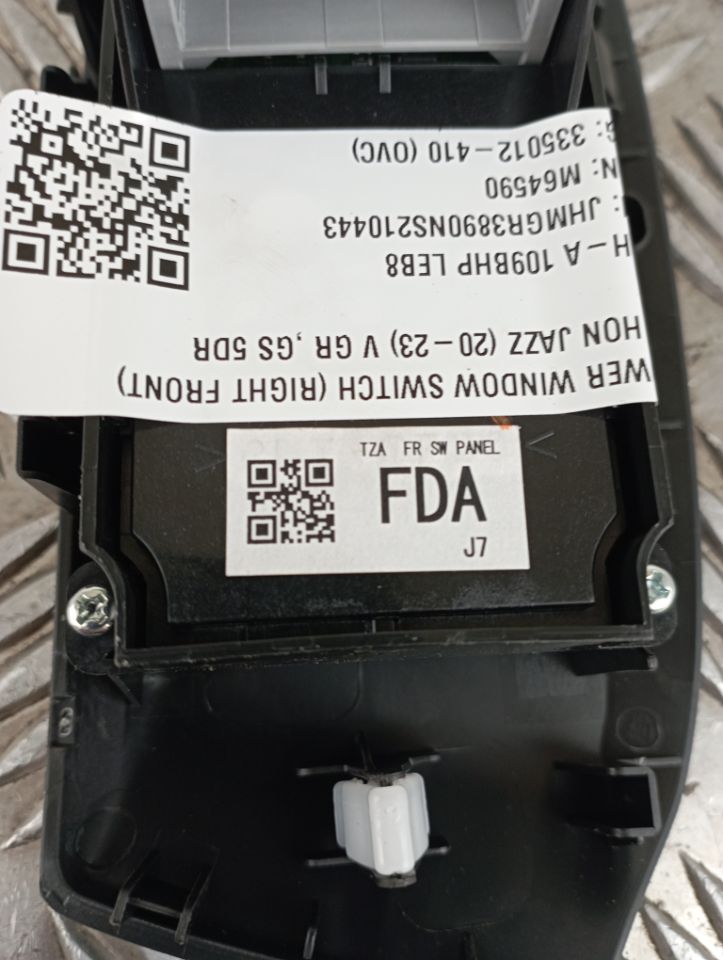 WER WINDOW SWITCH (RIGHT FRONT)
HON JAZZ (20-23) V GR ,GS 5DR
H-A 109BHP LEB8
: JHMGR3890NS210443
N: M64590
: 335012-410 (OVC)
TZA FR SW PANEL
FDA
J7